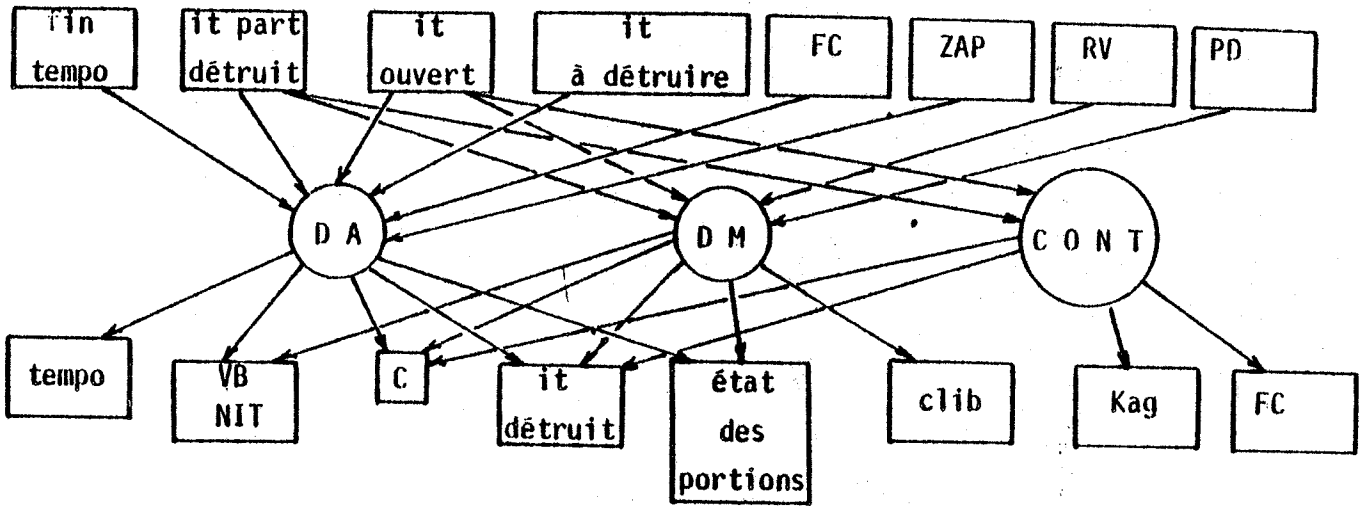 fin
tempo
it part
détruit
it
ouvert
it
à détruire
FC
ZAP
RV
PD
D A
D M
C O N T
tempo
VB
NIT
C
it
détruit
état
des
portions
clib
Kag
FC